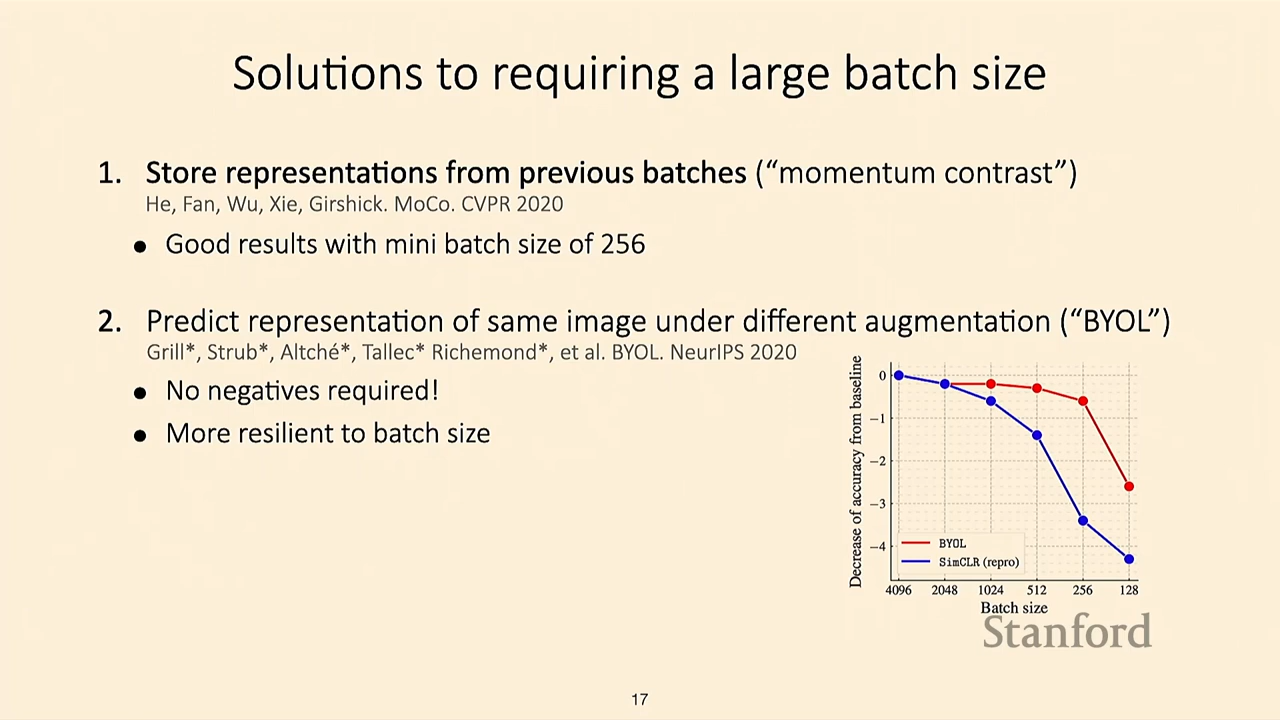 Solutions to requiring a large batch size
1. Store representations from previous batches (“momentum contrast”)
He, Fan, Wu, Xie, Girshick. MoCo. CVPR 2020
● Good results with mini batch size of 256
2. Predict representation of same image under different augmentation (“BYOL”)
Grill*, Strub*, Altché*, Tallec* Richemond*, et al. BYOL. NeurIPS 2020
● No negatives required!
● More resilient to batch size
Decrease of accuracy from baseline
0
−1
−2
−3
−4
BYOL
SimCLR (repro)
4096 2048 1024 512 256 128
Batch size
Stanford
17